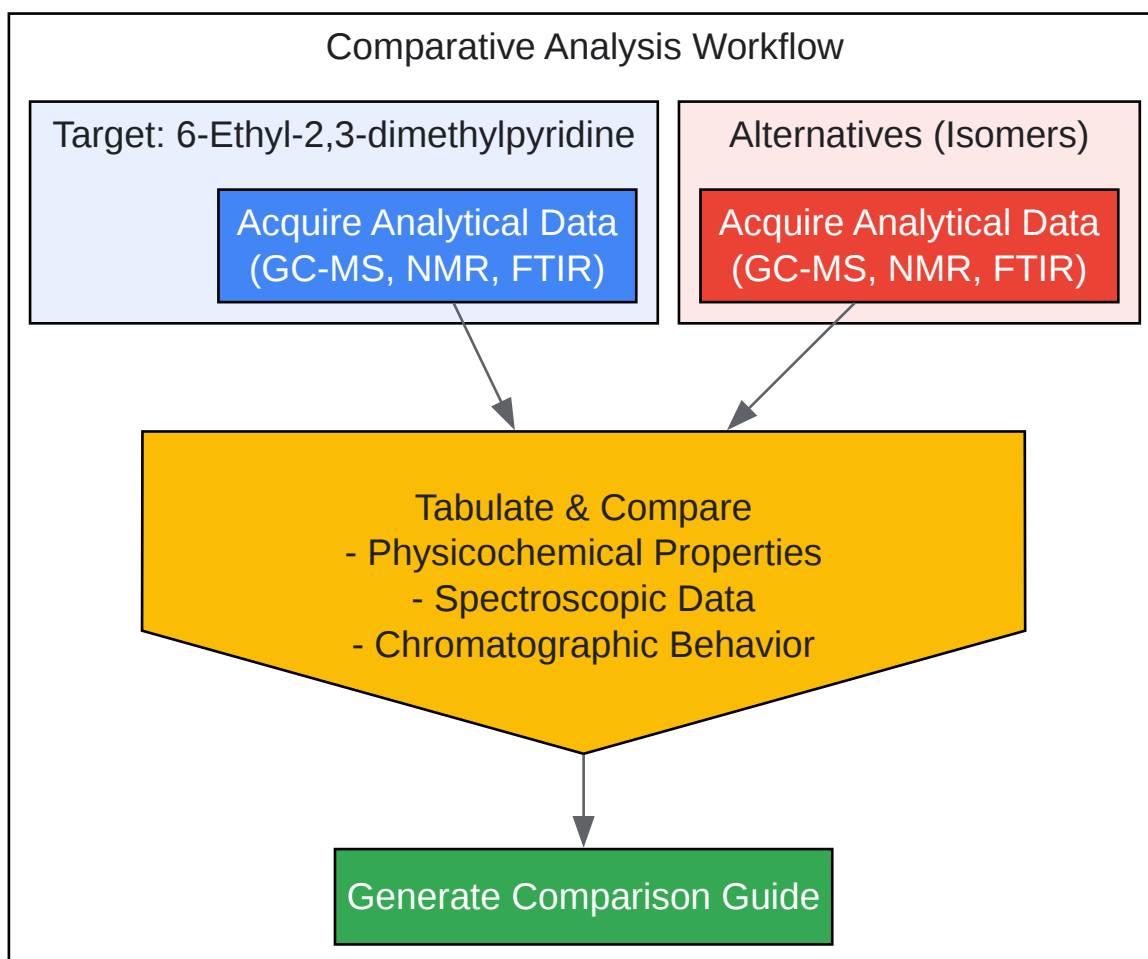 Comparative Analysis Workflow
Target: 6-Ethyl-2,3-dimethylpyridine
Acquire Analytical Data
(GC-MS, NMR, FTIR)
Alternatives (Isomers)
Acquire Analytical Data
(GC-MS, NMR, FTIR)
Tabulate & Compare
- Physicochemical Properties
- Spectroscopic Data
- Chromatographic Behavior
Generate Comparison Guide